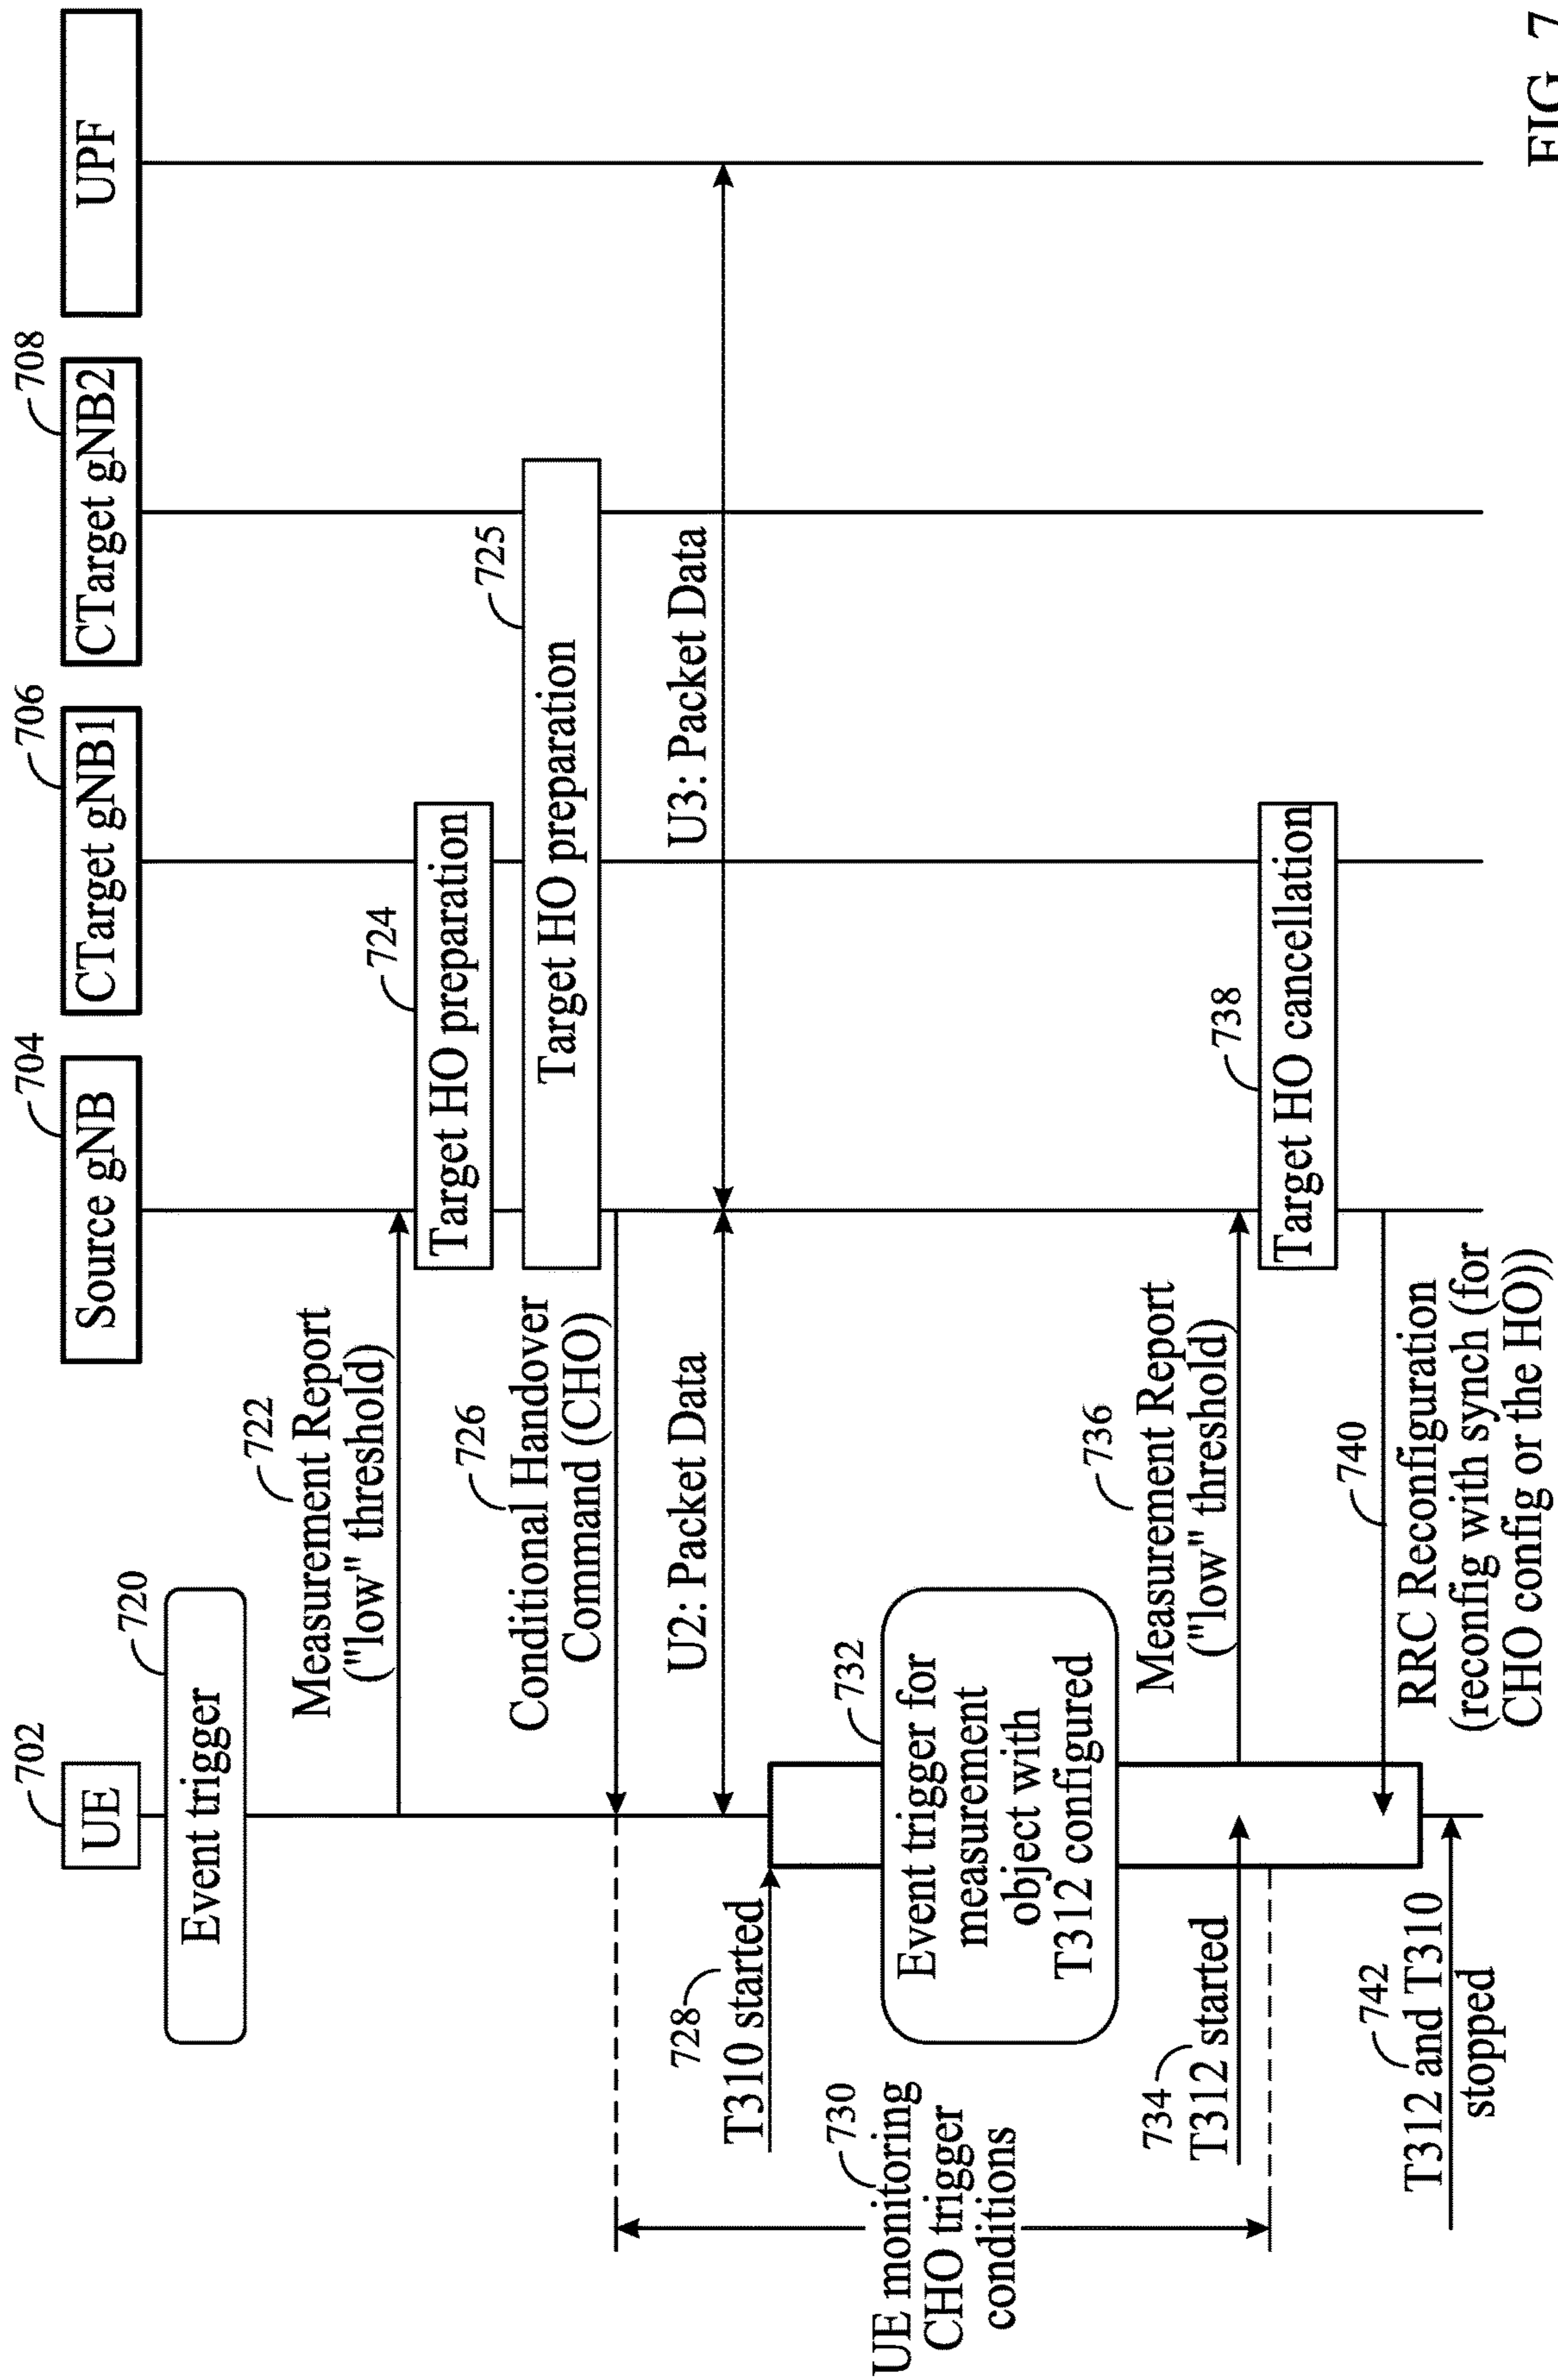 702
UE
704
Source gNB
706
CTarget gNB1
708
CTarget gNB2
UPF
720
Event trigger
722
Measurement Report
("low" threshold)
724
Target HO preparation
725
Target HO preparation
726
Conditional Handover
Command (CHO)
U2: Packet Data
U3: Packet Data
728
T310 started
730
UE monitoring
CHO trigger
conditions
732
Event trigger for
measurement
object with
T312 configured
734
T312 started
736
Measurement Report
("low" threshold)
738
Target HO cancellation
740
RRC Reconfiguration
(reconfig with synch (for
CHO config or the HO))
742
T312 and T310
stopped
FIG. 7